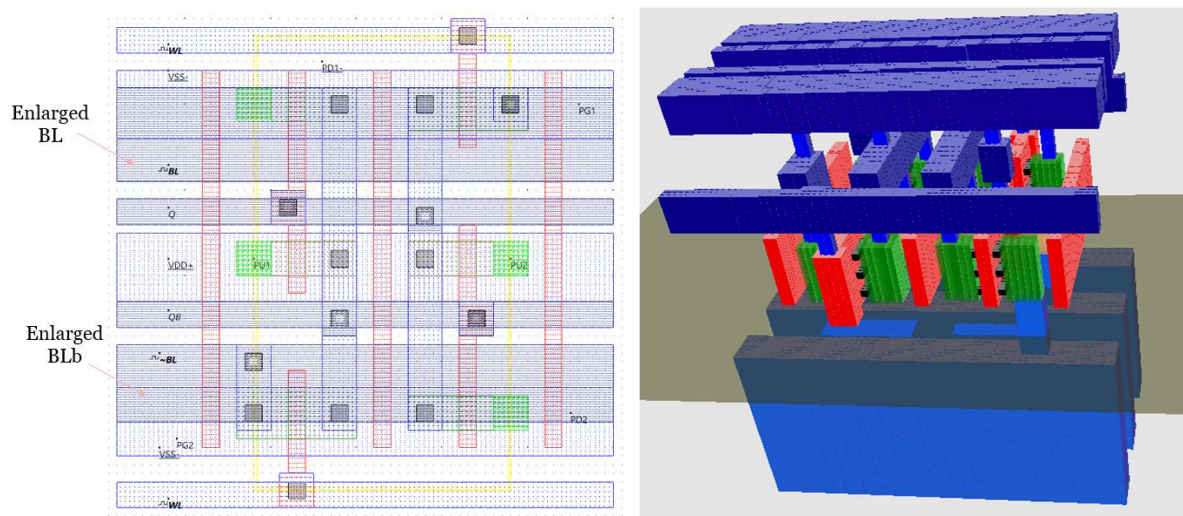 WL
PD1-
VSS-
Enlarged
BL
PG1
BL
Q
VDD+
PU1
PU2
QB
Enlarged
BLb
~BL
PD2
PG2
VSS-
WL